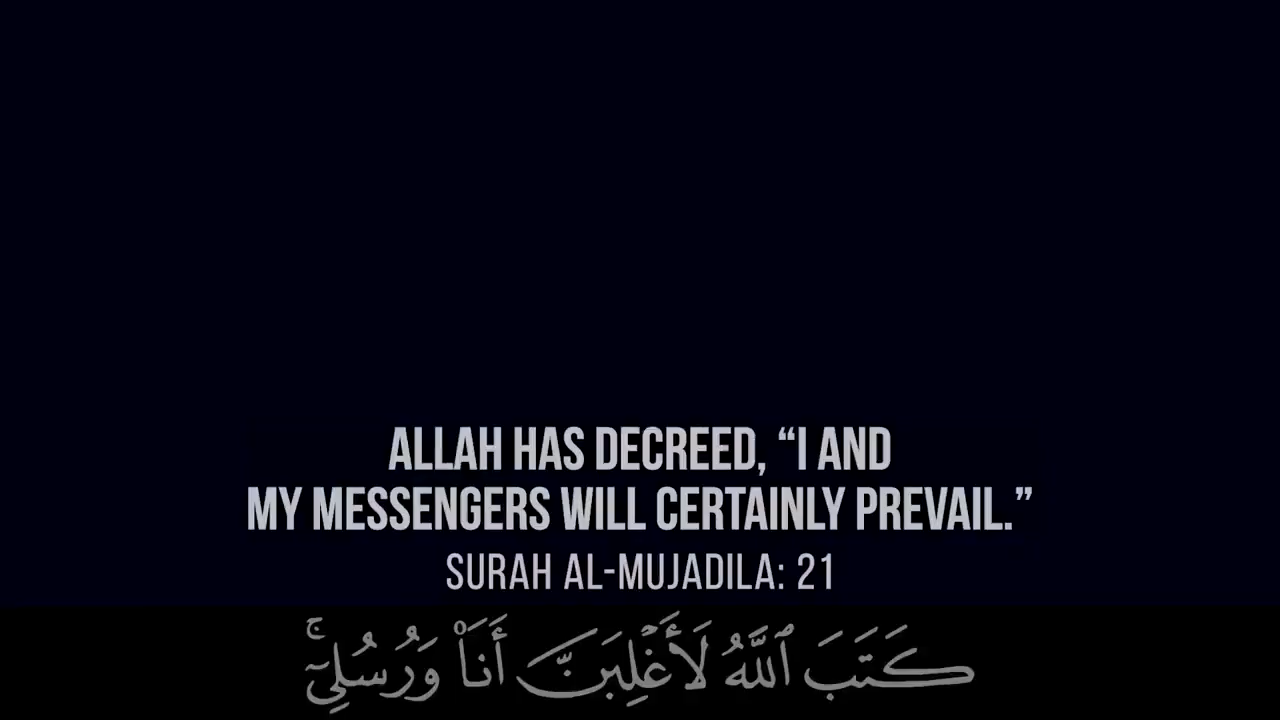 ALLAH HAS DECREED, “I AND
MY MESSENGERS WILL CERTAINLY PREVAIL.”
SURAH AL-MUJADILA: 21
كَتَبَ ٱللَّهُ لَأَغْلِبَنَّ أَنَا۠ وَرُسُلِىٓ ۚ